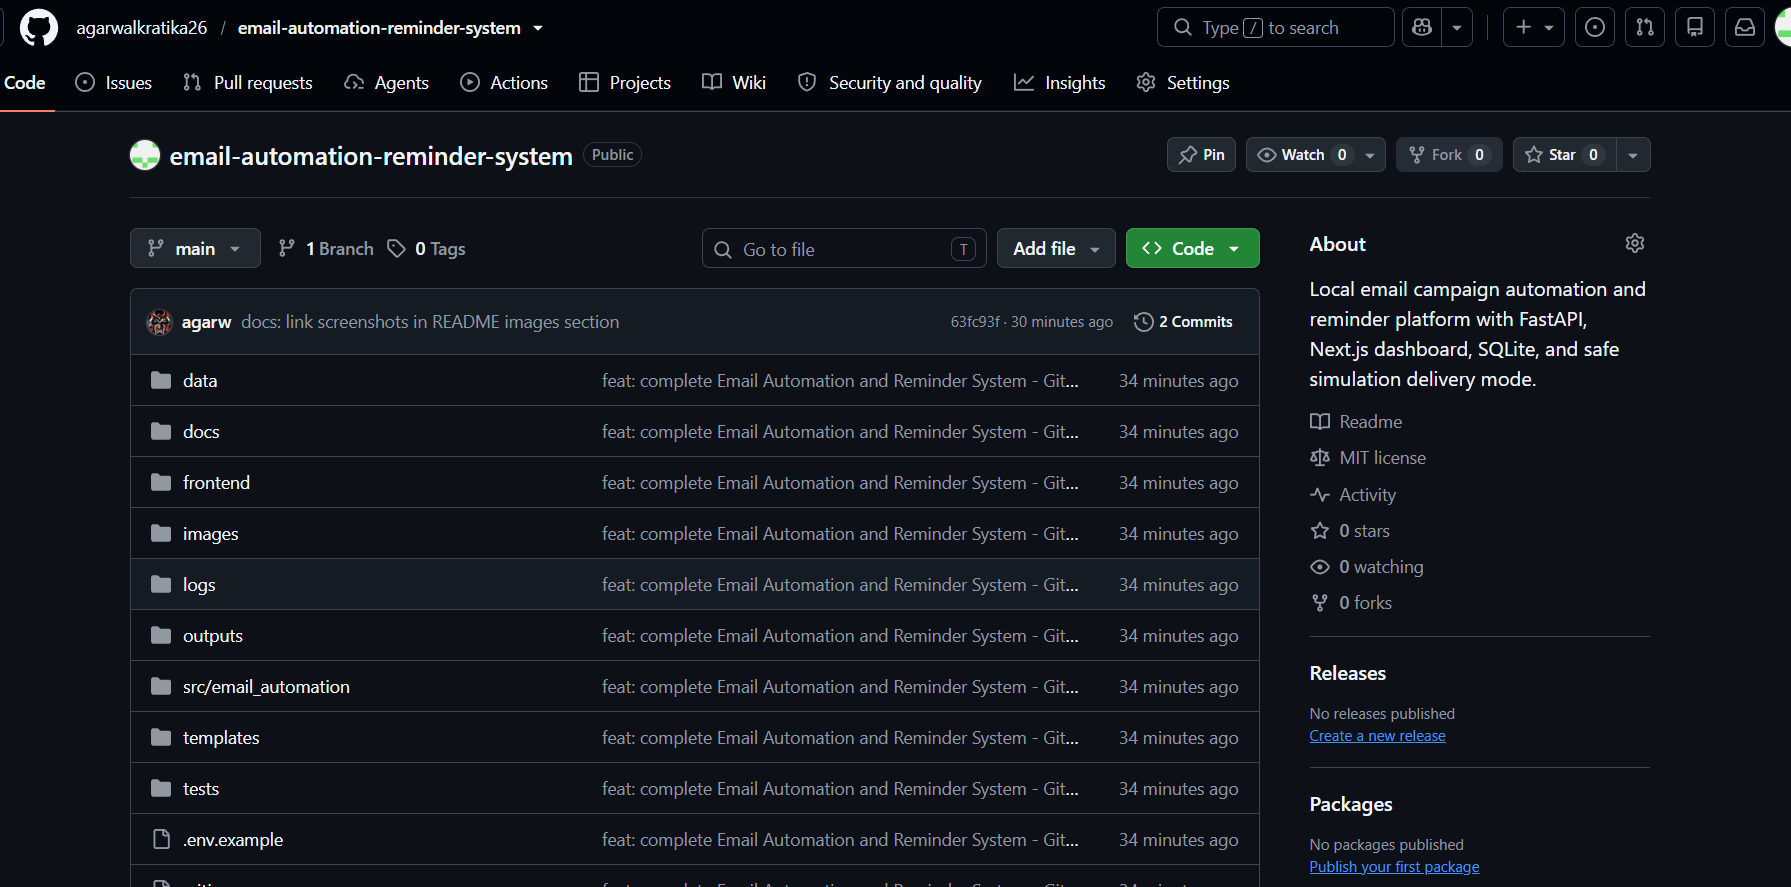 agarwalkratika26 / email-automation-reminder-system
Type / to search
Code Issues Pull requests Agents Actions Projects Wiki Security and quality Insights Settings
email-automation-reminder-system Public
Pin Watch 0 Fork 0 Star 0
main 1 Branch 0 Tags Go to file T Add file Code
agarw docs: link screenshots in README images section 63fc93f · 30 minutes ago 2 Commits
data feat: complete Email Automation and Reminder System - Git... 34 minutes ago
docs feat: complete Email Automation and Reminder System - Git... 34 minutes ago
frontend feat: complete Email Automation and Reminder System - Git... 34 minutes ago
images feat: complete Email Automation and Reminder System - Git... 34 minutes ago
logs feat: complete Email Automation and Reminder System - Git... 34 minutes ago
outputs feat: complete Email Automation and Reminder System - Git... 34 minutes ago
src/email_automation feat: complete Email Automation and Reminder System - Git... 34 minutes ago
templates feat: complete Email Automation and Reminder System - Git... 34 minutes ago
tests feat: complete Email Automation and Reminder System - Git... 34 minutes ago
.env.example feat: complete Email Automation and Reminder System - Git... 34 minutes ago
About
Local email campaign automation and
reminder platform with FastAPI,
Next.js dashboard, SQLite, and safe
simulation delivery mode.
Readme
MIT license
Activity
0 stars
0 watching
0 forks
Releases
No releases published
Create a new release
Packages
No packages published
Publish your first package